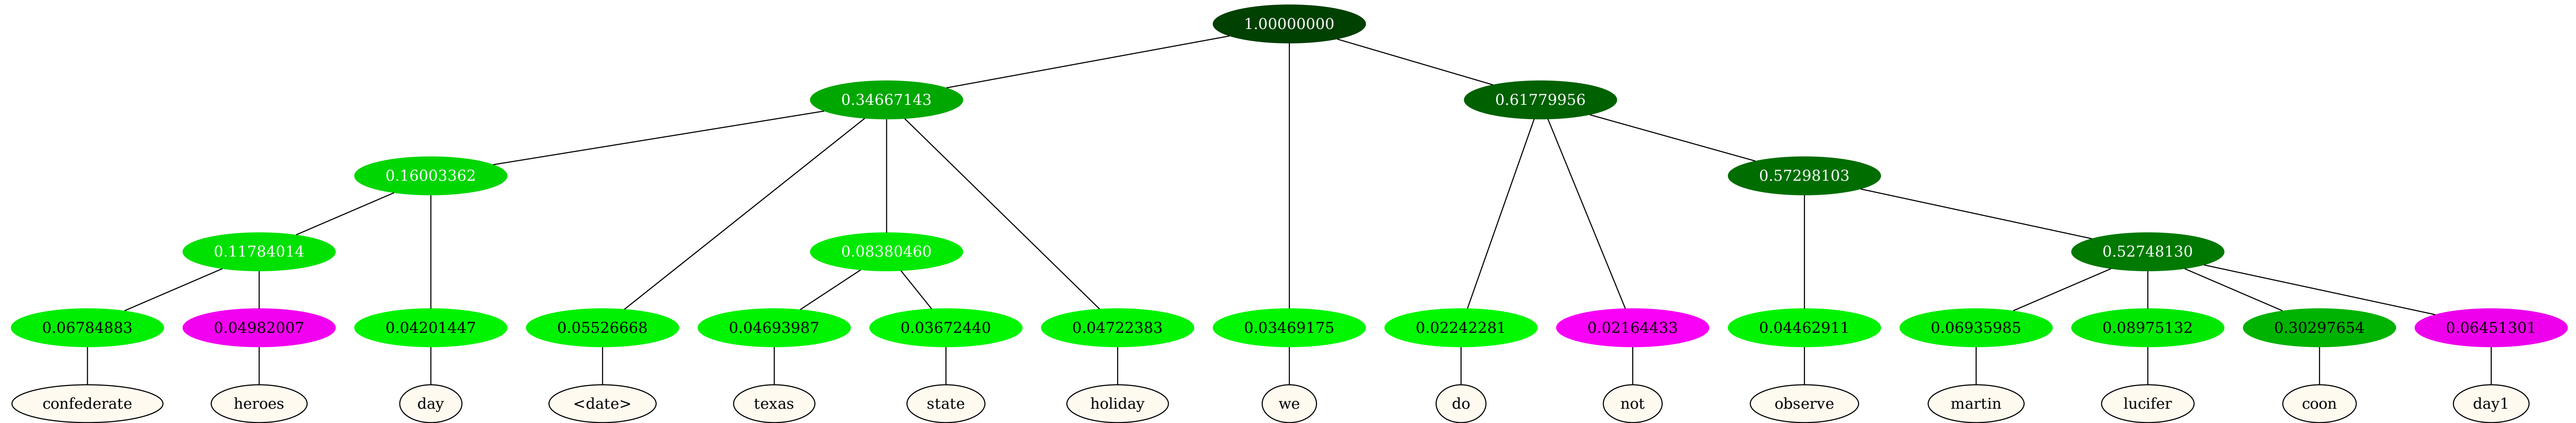 1.00000000
0.34667143 0.61779956
0.16003362 0.57298103
0.11784014 0.08380460 0.52748130
0.06784883 0.04982007 0.04201447 0.05526668 0.04693987 0.03672440 0.04722383 0.03469175 0.02242281 0.02164433 0.04462911 0.06935985 0.08975132 0.30297654 0.06451301
confederate heroes day <date> texas state holiday we do not observe martin lucifer coon day1